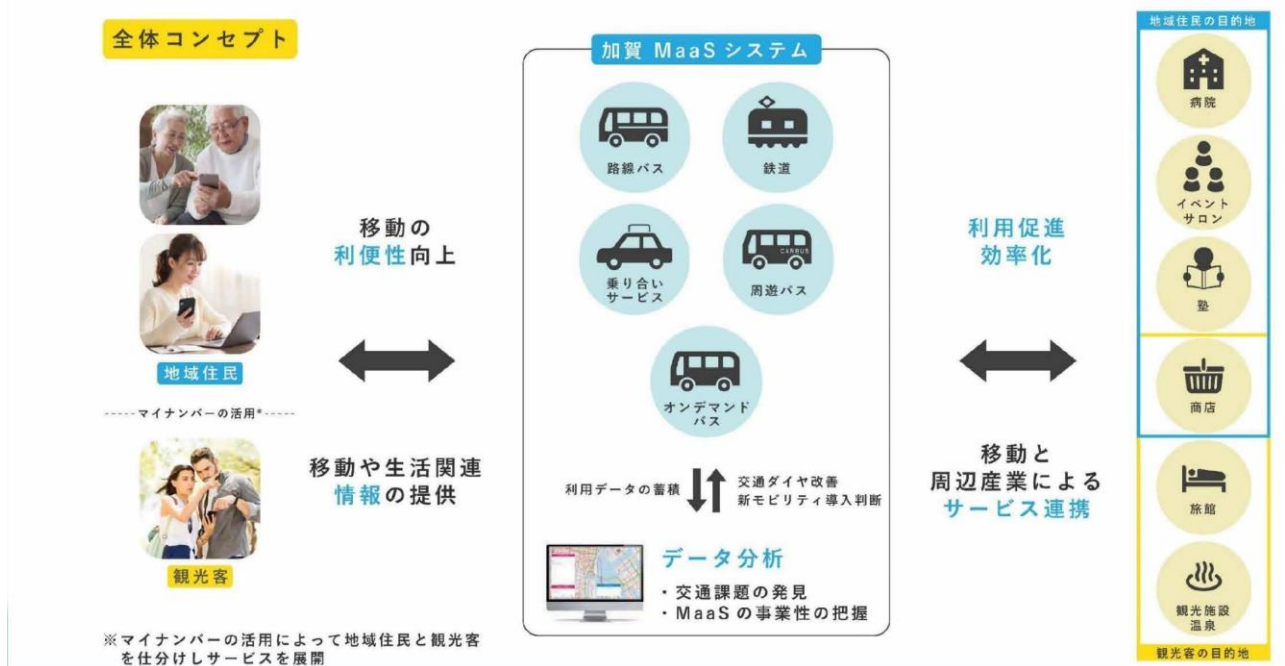 全体コンセプト
地域住民
-----マイナンバーの活用*-----
観光客
※マイナンバーの活用によって地域住民と観光客
を仕分けしサービスを展開
移動の
利便性向上
移動や生活関連
情報の提供
加賀 MaaS システム
路線バス
鉄道
乗り合い
サービス
CANBUS
周遊バス
オンデマンド
バス
利用データの蓄積
交通ダイヤ改善
新モビリティ導入判断
データ分析
・交通課題の発見
・MaaSの事業性の把握
利用促進
効率化
移動と
周辺産業による
サービス連携
地域住民の目的地
病院
イベント
サロン
塾
商店
旅館
観光施設
温泉
観光客の目的地